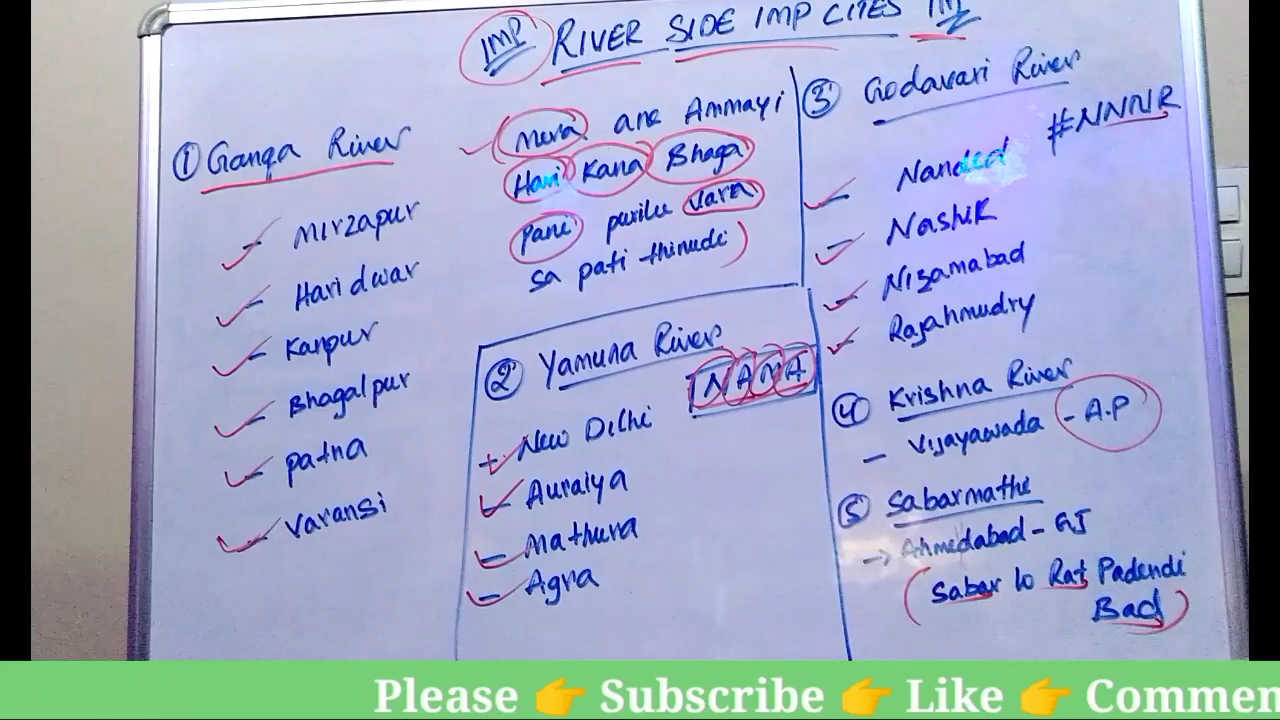 IMP RIVER SIDE IMP CITES IMP
① Ganga River
- Mirzapur
- Haridwar
- Kanpur
- Bhagalpur
- patna
- varansi
(Mira ane Ammayi
Hari Kana Bhaga
Pani purilu vara
sa pati thinudi)
② Yamuna River
NAMA
- New Delhi
- Auraiya
- Mathura
- Agra
③ Godavari River
#NNNR
- Nanded
- Nashik
- Nizamabad
- Rajahmudry
④ Krishna River
- Vijayawada - A.P
⑤ Sabarmathi
→ Ahmedabad - GJ
(Sabar lo Rat Padendi
Bad)
Please 👉 Subscribe 👉 Like 👉 Commen